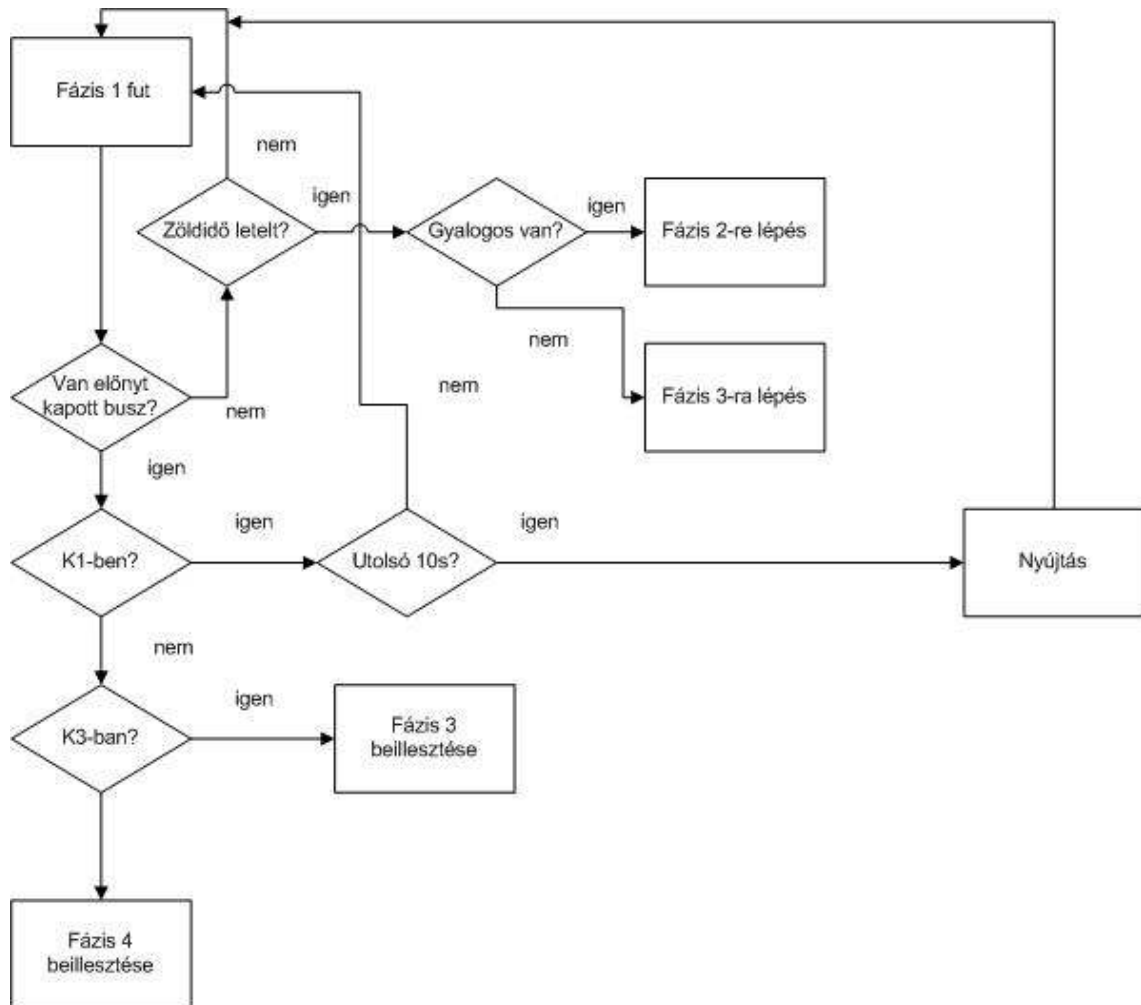 Fázis 1 fut
nem
igen
igen
Zöldidő letelt?
Gyalogos van?
Fázis 2-re lépés
nem
Van előnyt
kapott busz?
nem
nem
Fázis 3-ra lépés
igen
igen
igen
K1-ben?
Utolsó 10s?
Nyújtás
nem
igen
K3-ban?
Fázis 3
beillesztése
Fázis 4
beillesztése